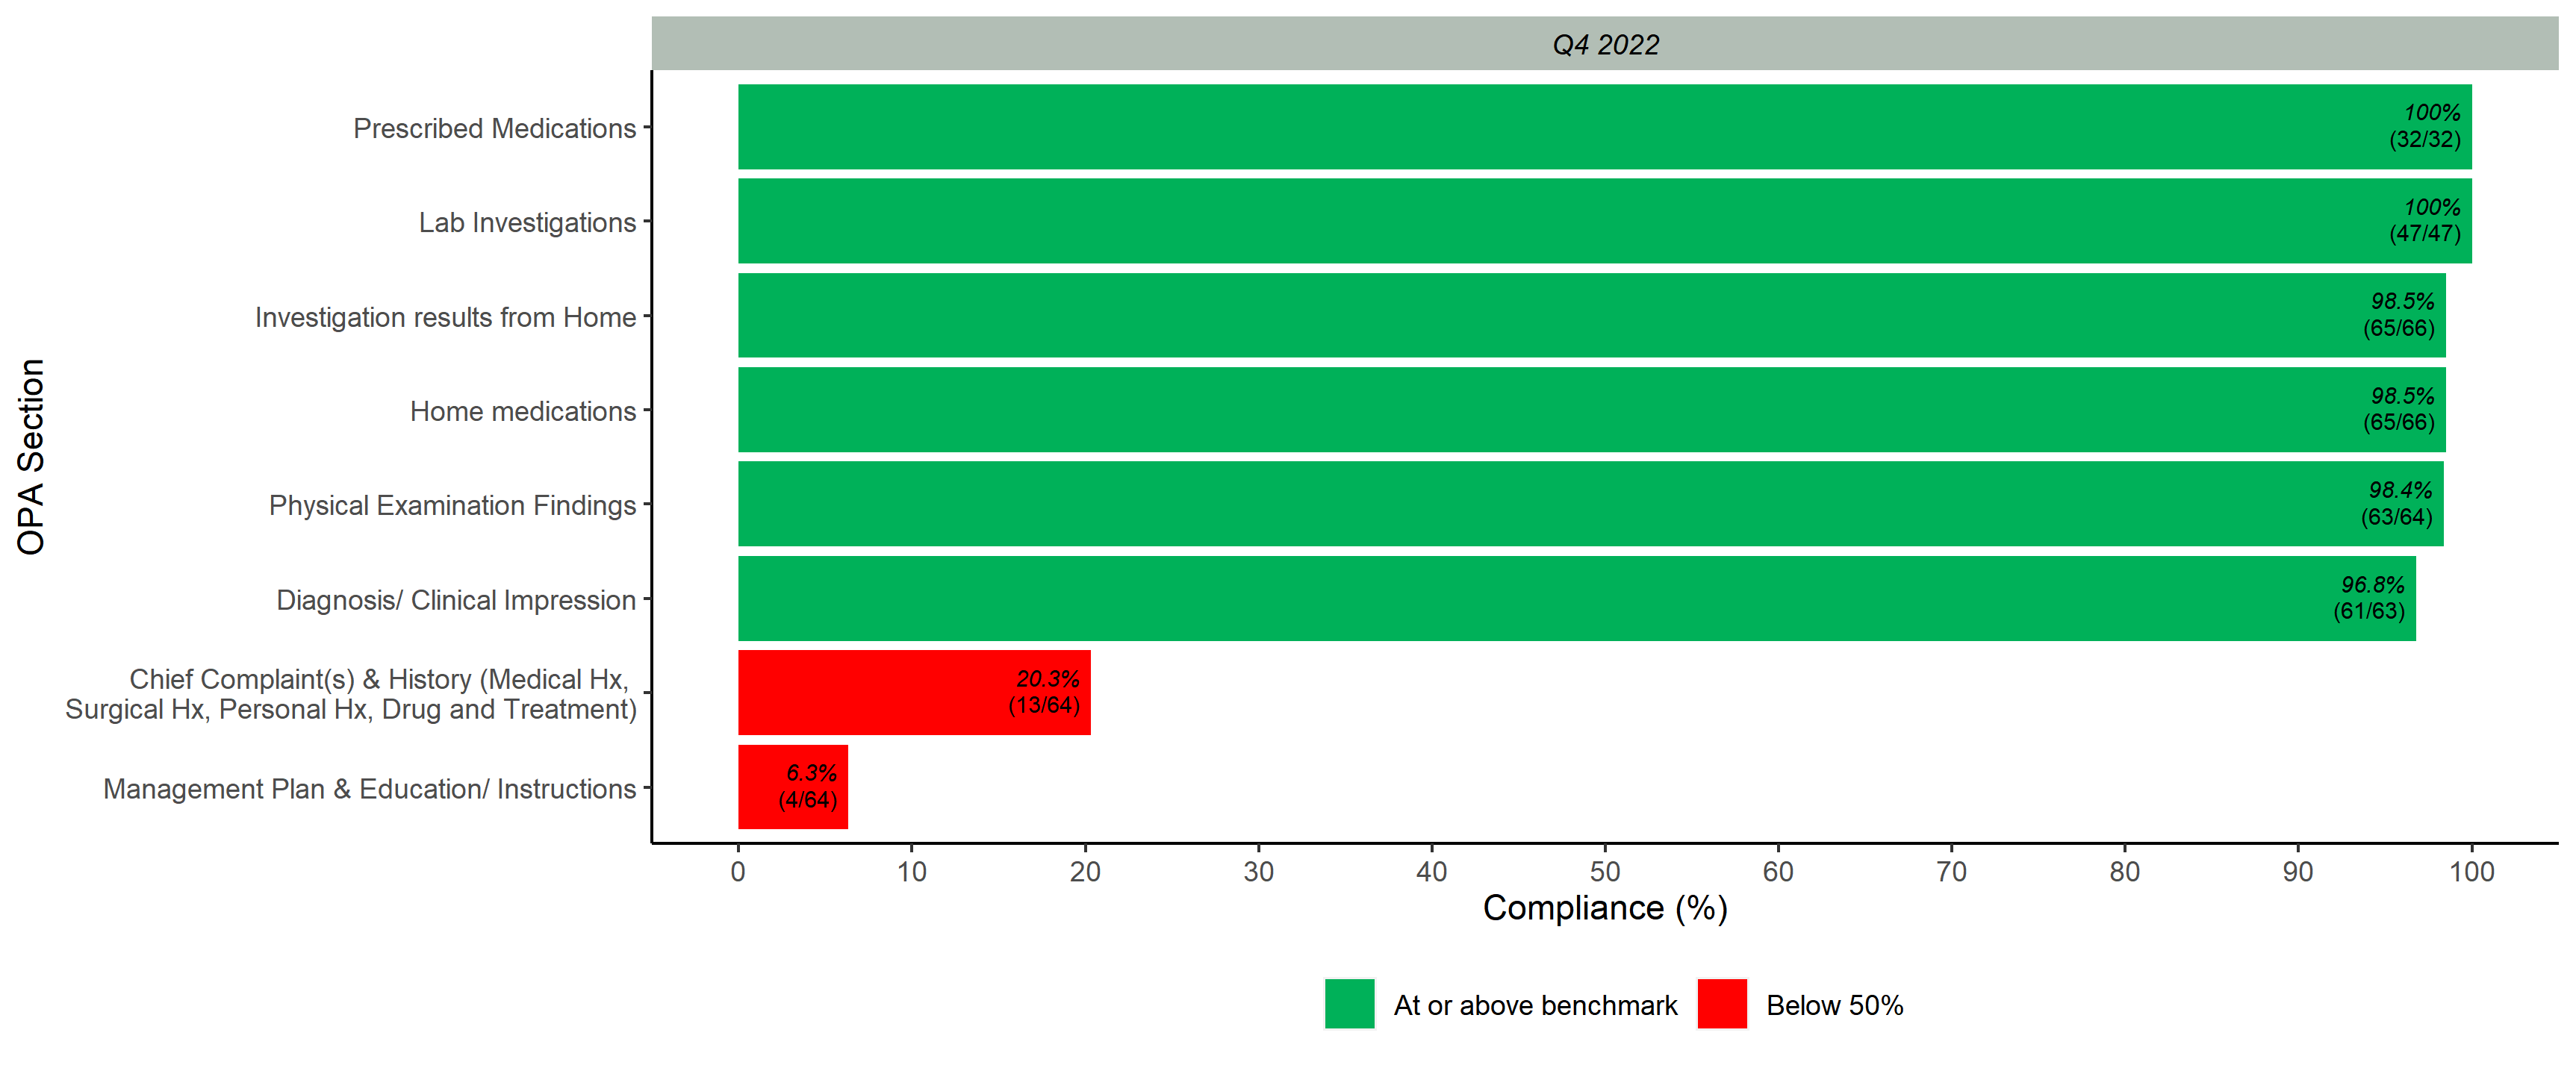 Q4 2022
OPA Section
Prescribed Medications
100%
(32/32)
Lab Investigations
100%
(47/47)
Investigation results from Home
98.5%
(65/66)
Home medications
98.5%
(65/66)
Physical Examination Findings
98.4%
(63/64)
Diagnosis/ Clinical Impression
96.8%
(61/63)
Chief Complaint(s) & History (Medical Hx,
Surgical Hx, Personal Hx, Drug and Treatment)
20.3%
(13/64)
Management Plan & Education/ Instructions
6.3%
(4/64)
0 10 20 30 40 50 60 70 80 90 100
Compliance (%)
At or above benchmark
Below 50%